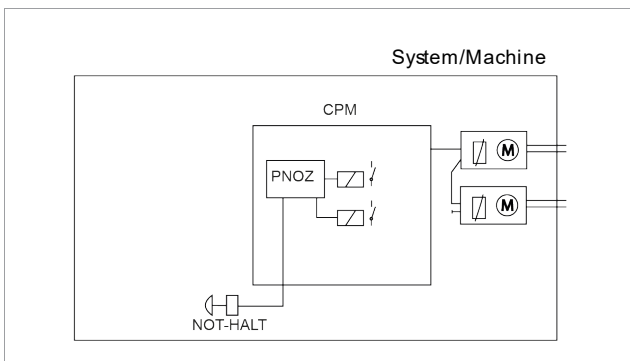 System/Machine
CPM
M
PNOZ
M
NOT-HALT